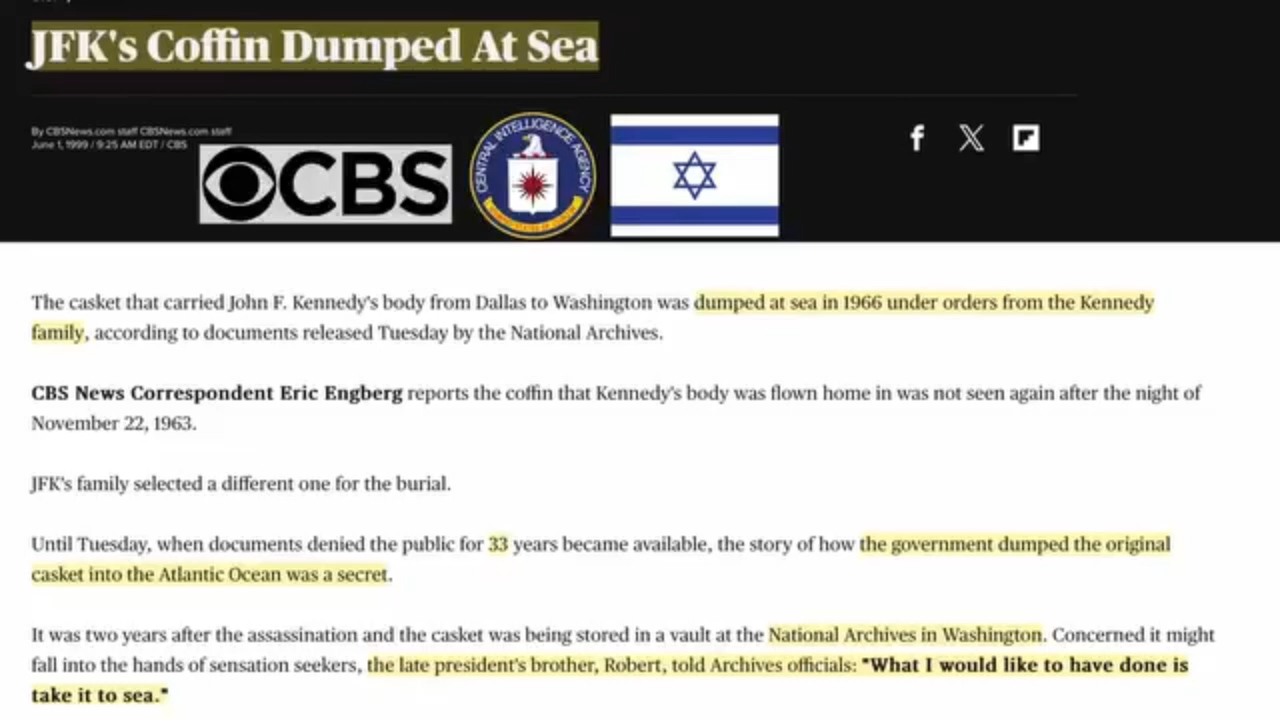 JFK's Coffin Dumped At Sea
By CBSNews.com staff CBSNews.com staff
June 1, 1999 / 9:25 AM EDT / CBS
CBS
CENTRAL INTELLIGENCE AGENCY
The casket that carried John F. Kennedy's body from Dallas to Washington was dumped at sea in 1966 under orders from the Kennedy
family, according to documents released Tuesday by the National Archives.
CBS News Correspondent Eric Engberg reports the coffin that Kennedy's body was flown home in was not seen again after the night of
November 22, 1963.
JFK's family selected a different one for the burial.
Until Tuesday, when documents denied the public for 33 years became available, the story of how the government dumped the original
casket into the Atlantic Ocean was a secret.
It was two years after the assassination and the casket was being stored in a vault at the National Archives in Washington. Concerned it might
fall into the hands of sensation seekers, the late president's brother, Robert, told Archives officials: "What I would like to have done is
take it to sea."